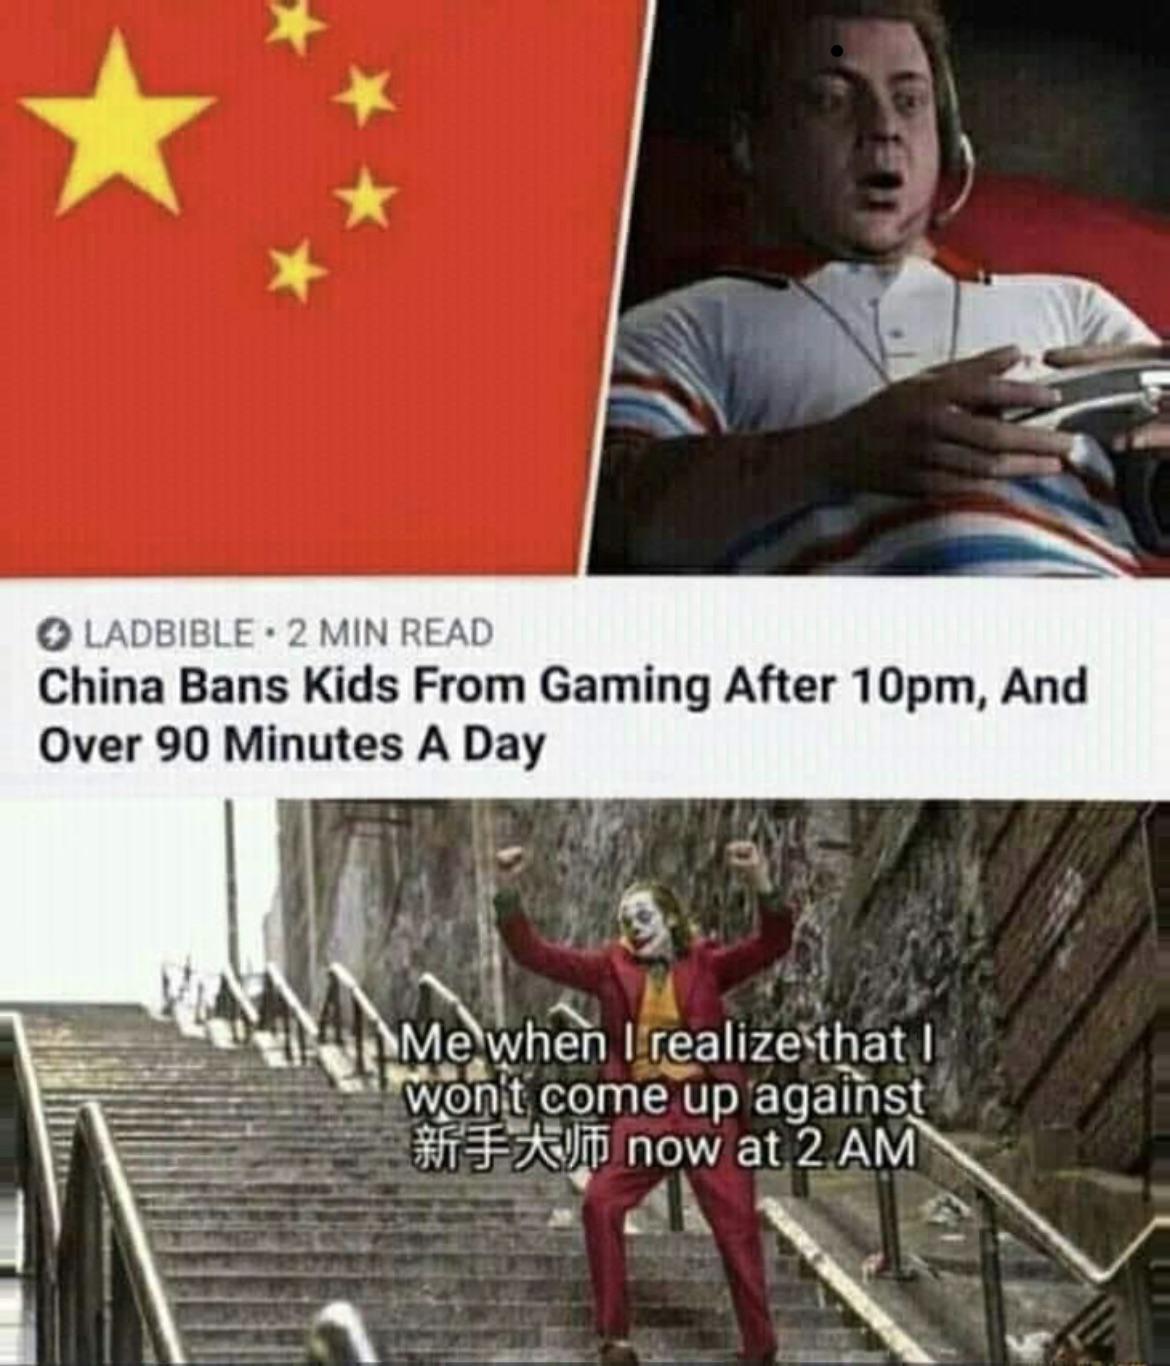 LADBIBLE • 2 MIN READ
China Bans Kids From Gaming After 10pm, And
Over 90 Minutes A Day
Me when I realize that I
won't come up against
新手大师 now at 2 AM